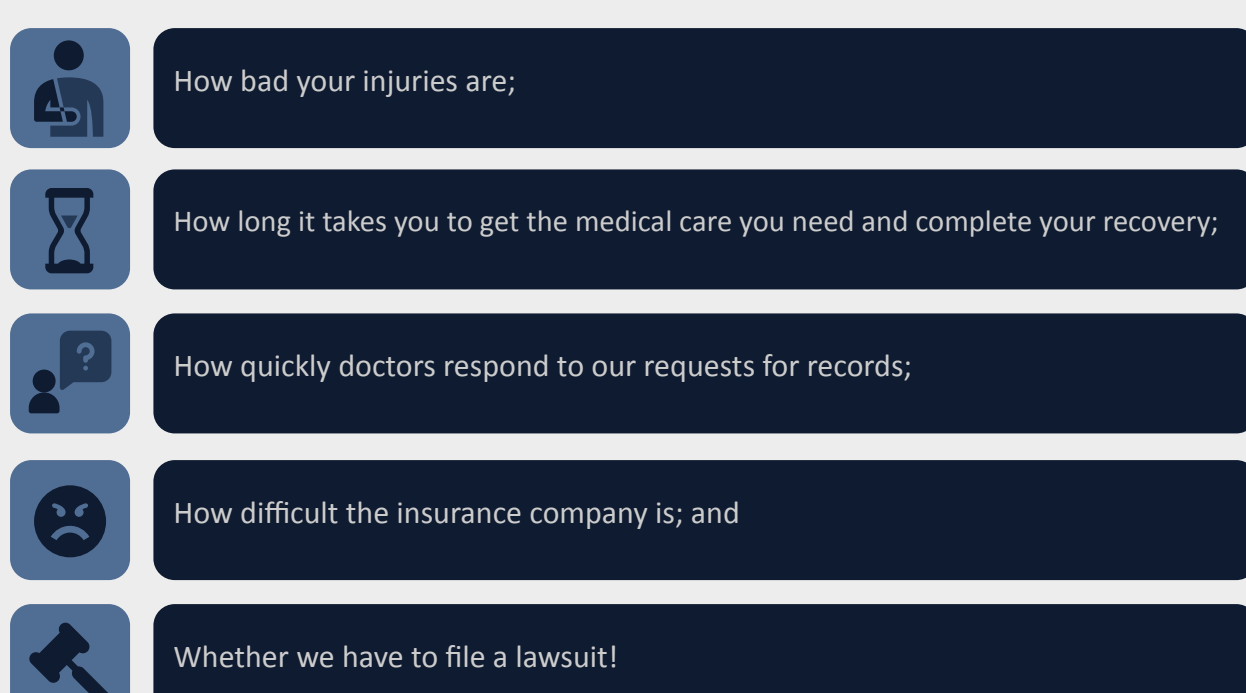 How bad your injuries are;
How long it takes you to get the medical care you need and complete your recovery;
?
How quickly doctors respond to our requests for records;
How difficult the insurance company is; and
Whether we have to file a lawsuit!